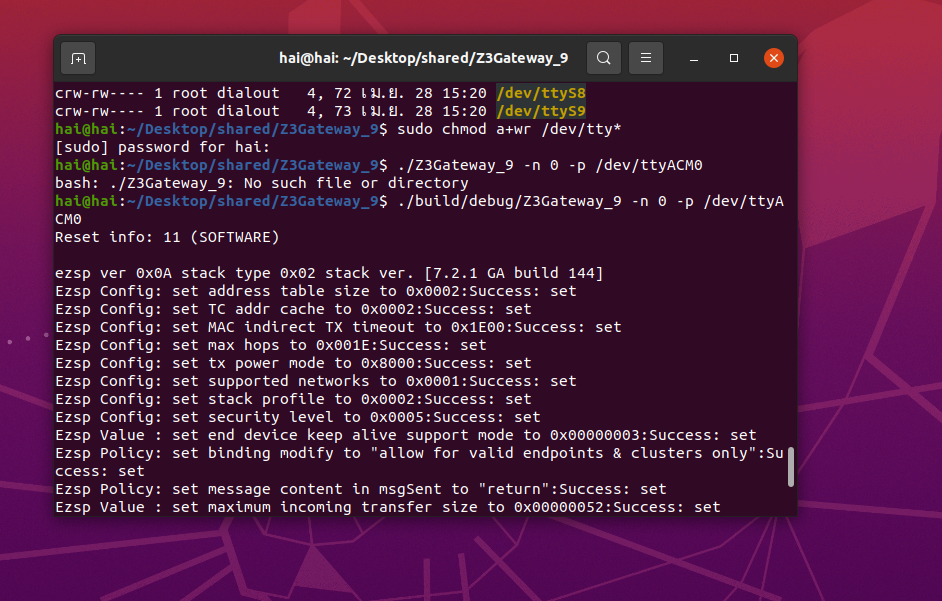 hai@hai: ~/Desktop/shared/Z3Gateway_9
crw-rw---- 1 root dialout   4, 72 เม.ย. 28 15:20 /dev/ttyS8
crw-rw---- 1 root dialout   4, 73 เม.ย. 28 15:20 /dev/ttyS9
hai@hai:~/Desktop/shared/Z3Gateway_9$ sudo chmod a+wr /dev/tty*
[sudo] password for hai:
hai@hai:~/Desktop/shared/Z3Gateway_9$ ./Z3Gateway_9 -n 0 -p /dev/ttyACM0
bash: ./Z3Gateway_9: No such file or directory
hai@hai:~/Desktop/shared/Z3Gateway_9$ ./build/debug/Z3Gateway_9 -n 0 -p /dev/ttyA
CM0
Reset info: 11 (SOFTWARE)
ezsp ver 0x0A stack type 0x02 stack ver. [7.2.1 GA build 144]
Ezsp Config: set address table size to 0x0002:Success: set
Ezsp Config: set TC addr cache to 0x0002:Success: set
Ezsp Config: set MAC indirect TX timeout to 0x1E00:Success: set
Ezsp Config: set max hops to 0x001E:Success: set
Ezsp Config: set tx power mode to 0x8000:Success: set
Ezsp Config: set supported networks to 0x0001:Success: set
Ezsp Config: set stack profile to 0x0002:Success: set
Ezsp Config: set security level to 0x0005:Success: set
Ezsp Value : set end device keep alive support mode to 0x00000003:Success: set
Ezsp Policy: set binding modify to "allow for valid endpoints & clusters only":Su
ccess: set
Ezsp Policy: set message content in msgSent to "return":Success: set
Ezsp Value : set maximum incoming transfer size to 0x00000052:Success: set